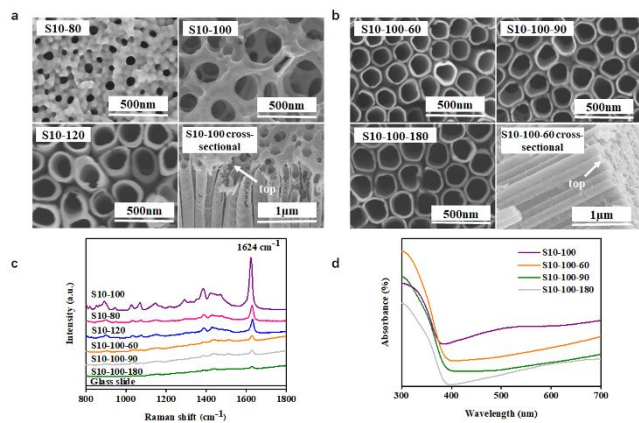 a
S10-80
S10-100
500nm
500nm
S10-120
S10-100 cross-
sectional
top
500nm
1µm
b
S10-100-60
S10-100-90
500nm
500nm
S10-100-180
S10-100-60 cross-
sectional
top
500nm
1µm
c
1624 cm-1
S10-100
S10-80
S10-120
S10-100-60
S10-100-90
S10-100-180
Glass slide
Intensity (a.u.)
800 1000 1200 1400 1600 1800
Raman shift (cm-1)
d
S10-100
S10-100-60
S10-100-90
S10-100-180
Absorbance (%)
300 400 500 600 700
Wavelength (nm)